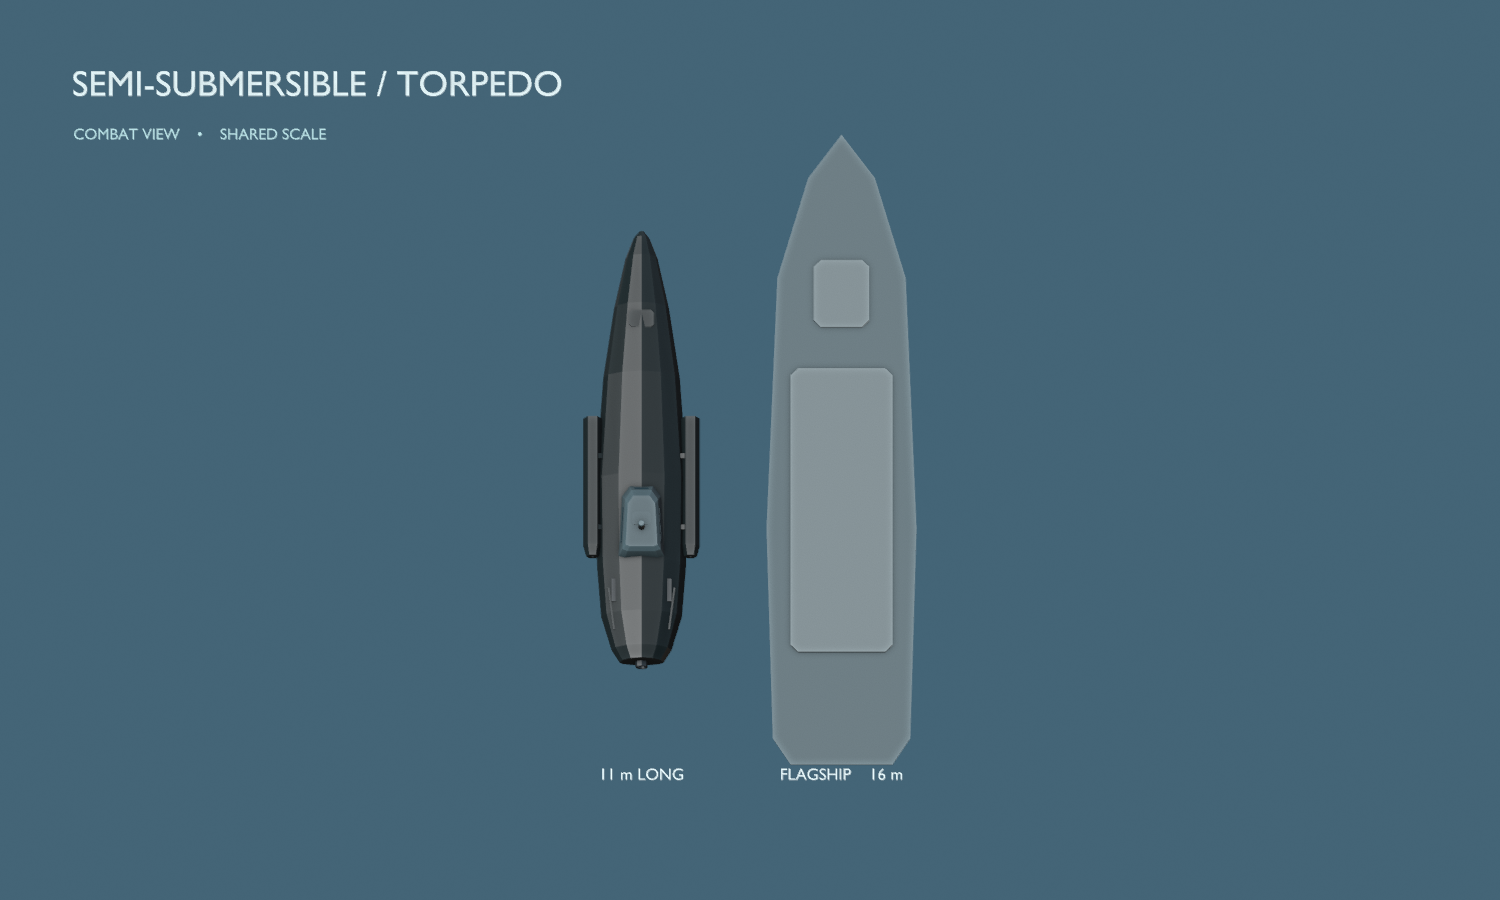 SEMI-SUBMERSIBLE / TORPEDO
COMBAT VIEW • SHARED SCALE
11 m LONG
FLAGSHIP 16 m